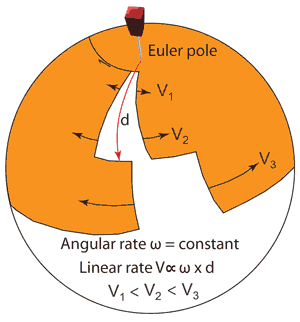 Euler pole
V₁
d
V₂
V₃
Angular rate ω = constant
Linear rate V∝ ω x d
V₁ < V₂ < V₃